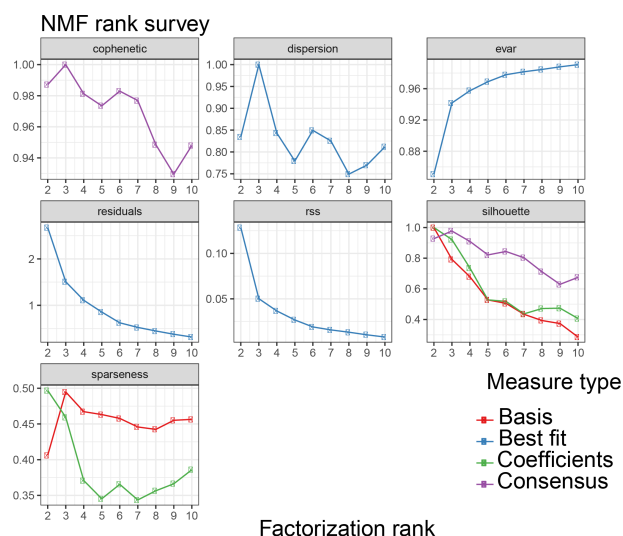 NMF rank survey
cophenetic dispersion evar
1.00
0.98
0.96
0.94
2 3 4 5 6 7 8 9 10
1.00
0.95
0.90
0.85
0.80
0.75
2 3 4 5 6 7 8 9 10
0.96
0.92
0.88
2 3 4 5 6 7 8 9 10
residuals rss silhouette
2
1
2 3 4 5 6 7 8 9 10
0.10
0.05
2 3 4 5 6 7 8 9 10
1.0
0.8
0.6
0.4
2 3 4 5 6 7 8 9 10
sparseness
0.50
0.45
0.40
0.35
2 3 4 5 6 7 8 9 10
Measure type
Basis
Best fit
Coefficients
Consensus
Factorization rank